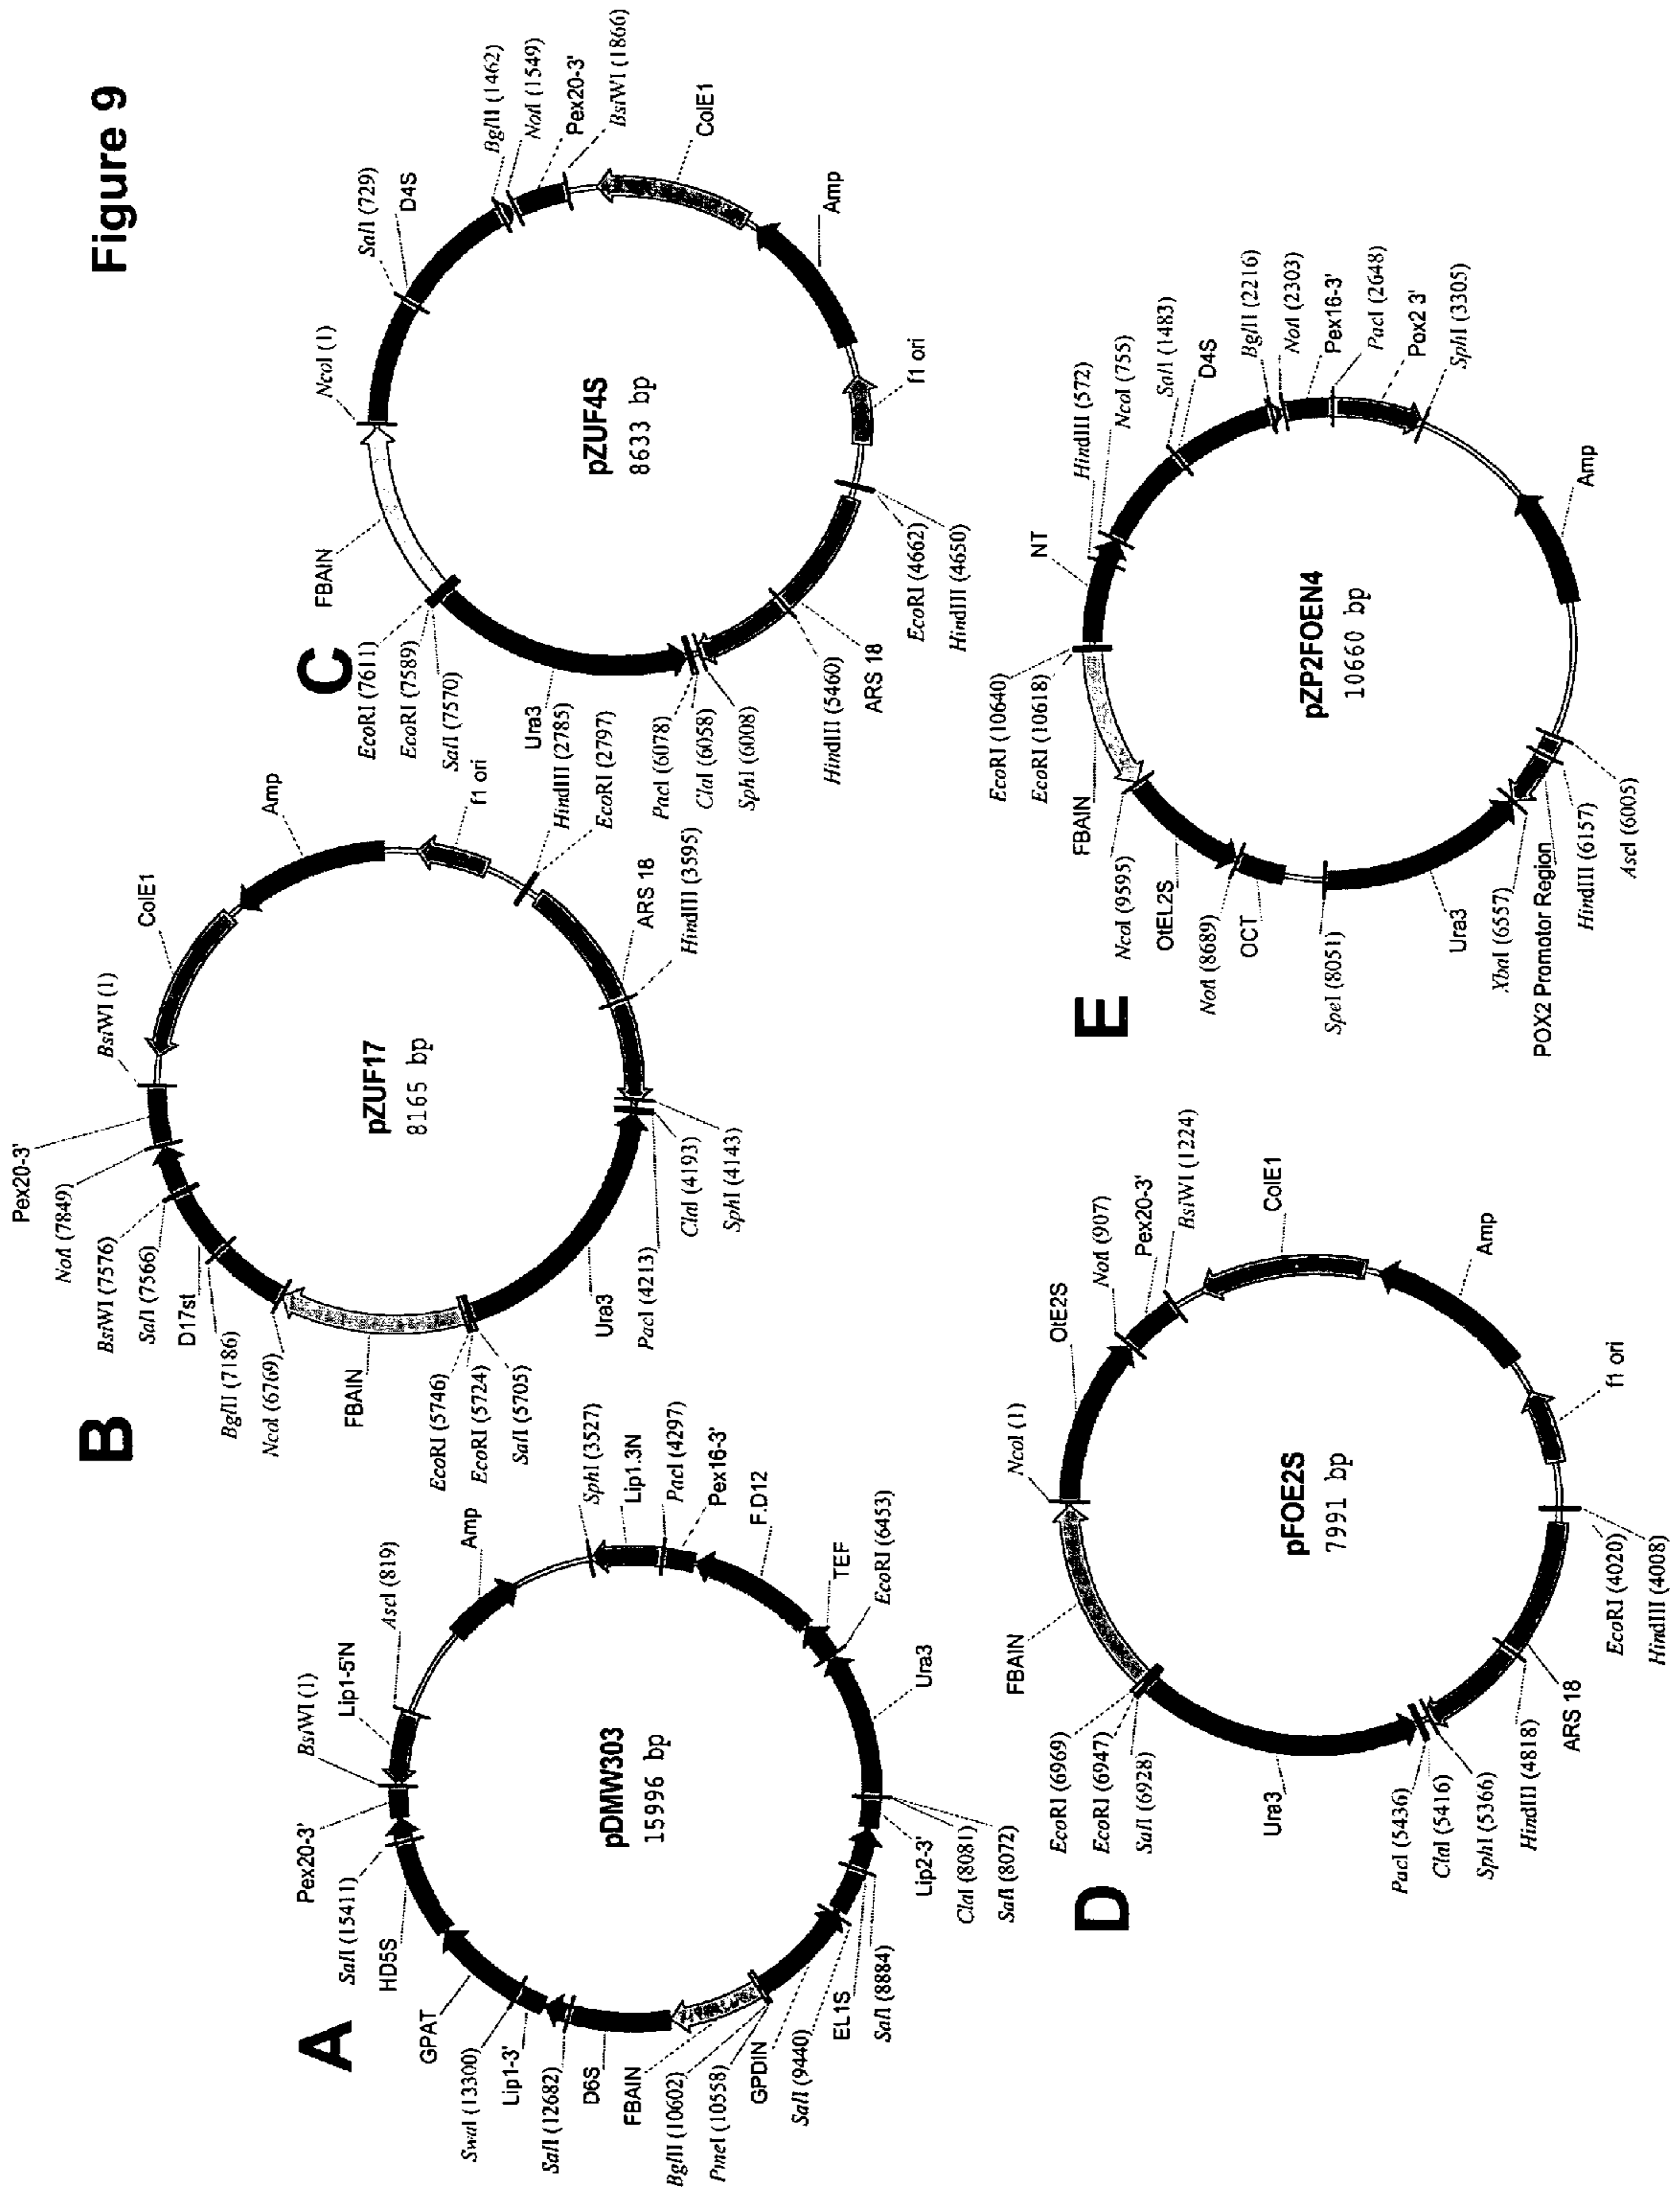 Figure 9
A
pDMW303
15996 bp
BsiWI (1)
Lip1-5'N
AscI (819)
Amp
SphI (3527)
Lip1.3N
PacI (4297)
Pex16-3'
F.D12
TEF
EcoRI (6453)
Ura3
Lip2-3'
ClaI (8081)
SalI (8072)
SalI (8884)
EL1S
SalI (9440)
GPDIN
PmeI (10558)
BglII (10602)
FBAIN
D6S
SalI (12682)
Lip1-3'
SwaI (13300)
GPAT
HD5S
SalI (15411)
Pex20-3'
B
pZUF17
8165 bp
BsiWI (1)
ColE1
Amp
f1 ori
HindIII (2785)
EcoRI (2797)
ARS 18
HindIII (3595)
SphI (4143)
ClaI (4193)
PacI (4213)
Ura3
SalI (5705)
EcoRI (5724)
EcoRI (5746)
FBAIN
NcoI (6769)
BglII (7186)
D17st
SalI (7566)
BsiWI (7576)
NotI (7849)
Pex20-3'
C
pZUF4S
8633 bp
NcoI (1)
SalI (729)
D4S
BglII (1462)
NotI (1549)
Pex20-3'
BsiWI (1866)
ColE1
Amp
f1 ori
EcoRI (4662)
HindIII (4650)
ARS 18
HindIII (5460)
SphI (6008)
ClaI (6058)
PacI (6078)
Ura3
SalI (7570)
EcoRI (7589)
EcoRI (7611)
FBAIN
D
pFOE2S
7991 bp
NcoI (1)
OtE2S
NotI (907)
Pex20-3'
BsiWI (1224)
ColE1
Amp
f1 ori
EcoRI (4020)
HindIII (4008)
ARS 18
HindIII (4818)
SphI (5366)
ClaI (5416)
PacI (5436)
Ura3
SalI (6928)
EcoRI (6947)
EcoRI (6969)
FBAIN
E
pZP2FOEN4
10660 bp
NT
HindIII (572)
NcoI (755)
SalI (1483)
D4S
BglII (2216)
NotI (2303)
Pex16-3'
PacI (2648)
Pox2 3'
SphI (3305)
Amp
AscI (6005)
HindIII (6157)
POX2 Promotor Region
XbaI (6557)
Ura3
SpeI (8051)
OCT
NotI (8689)
OtEL2S
NcoI (9595)
FBAIN
EcoRI (10618)
EcoRI (10640)